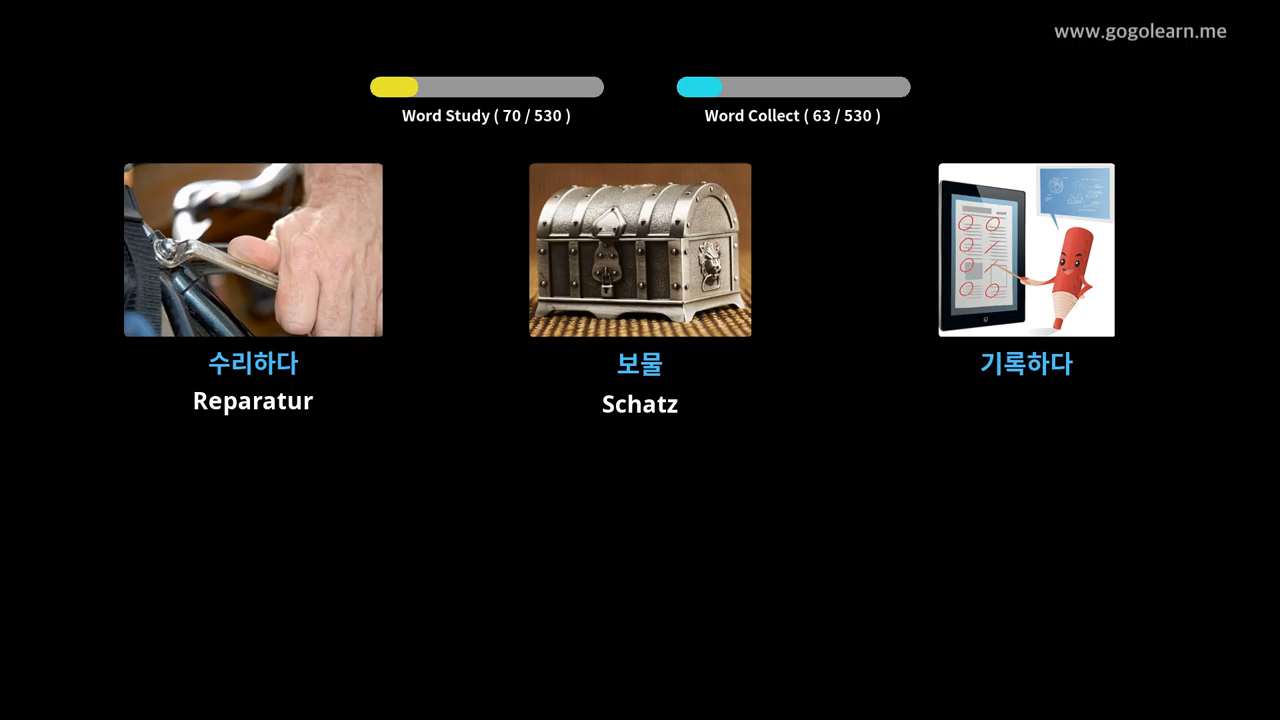 www.gogolearn.me
Word Study ( 70 / 530 )
Word Collect ( 63 / 530 )
수리하다
보물
기록하다
Reparatur
Schatz